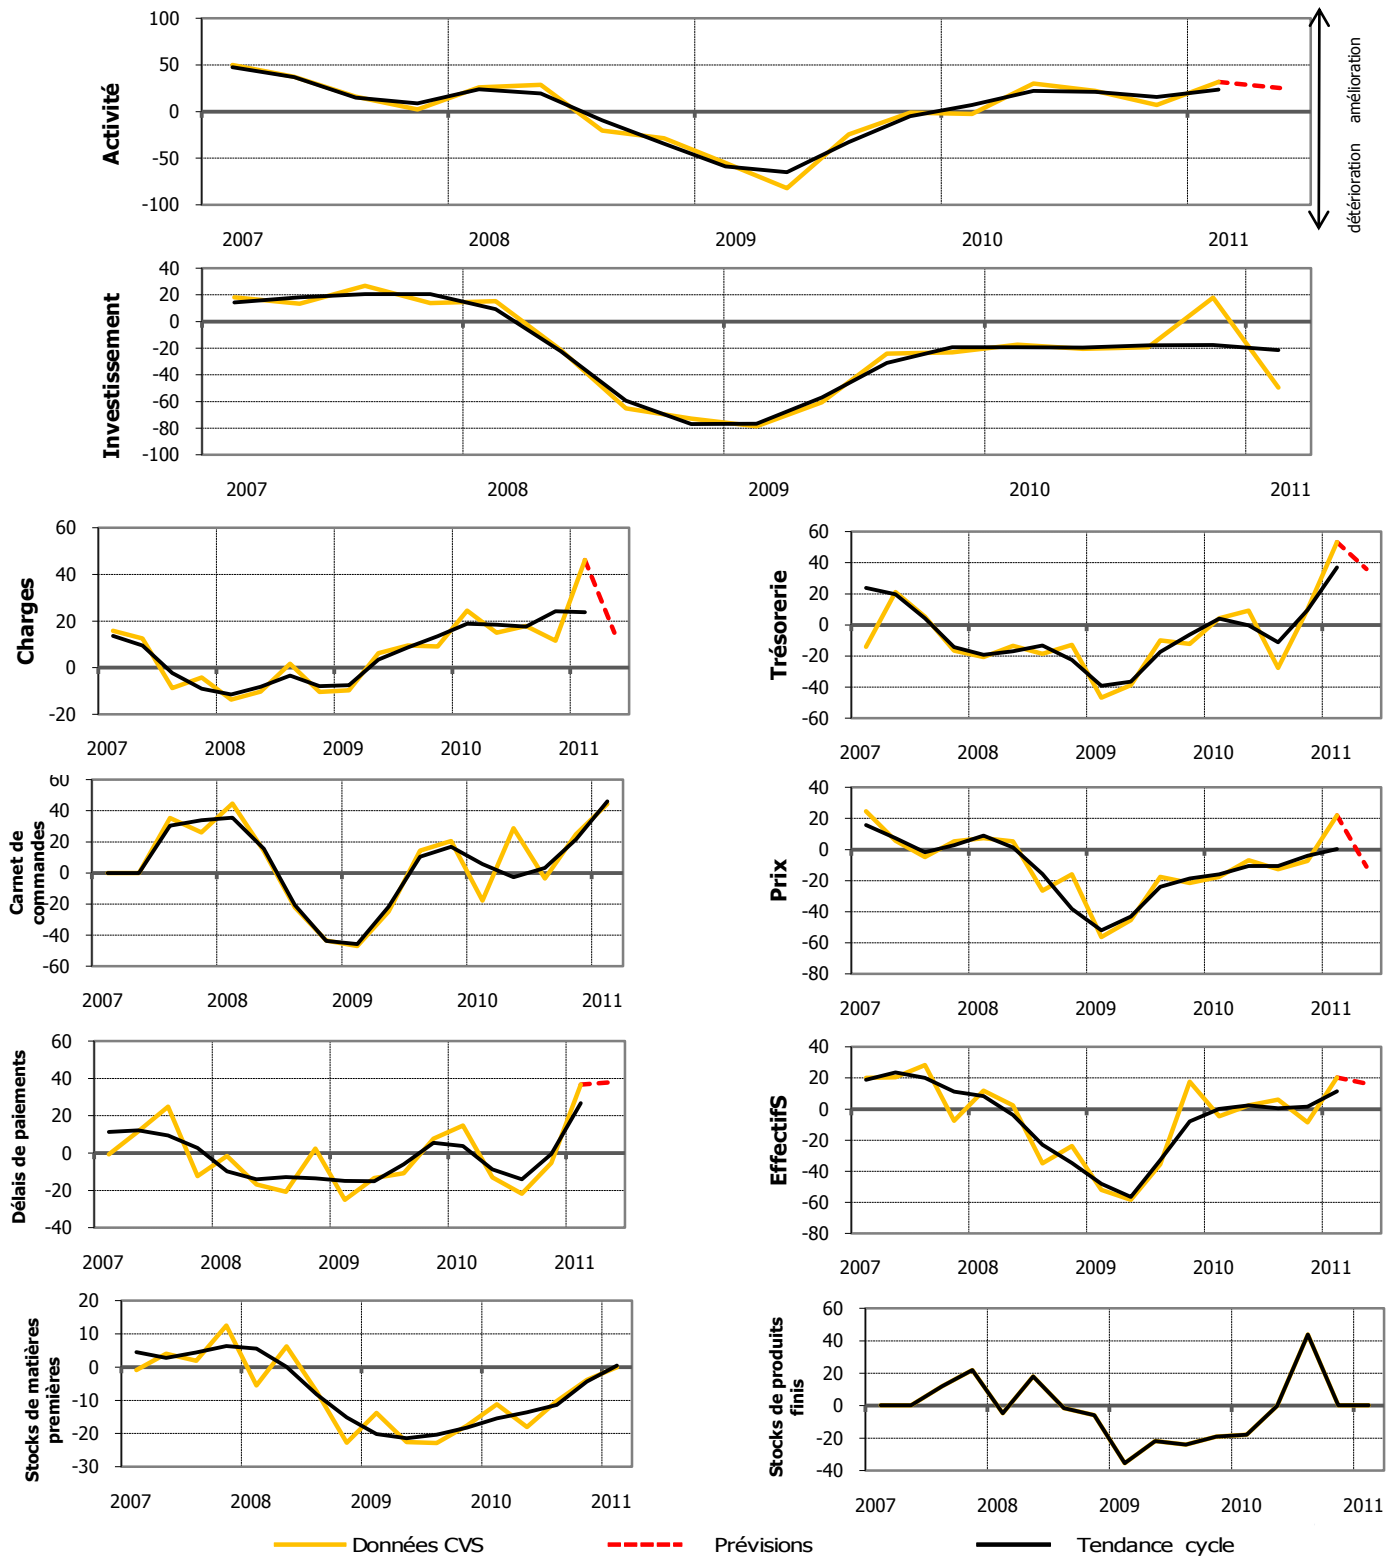 Activité
100
50
0
-50
-100
2007 2008 2009 2010 2011
amélioration
détérioration
Investissement
40
20
0
-20
-40
-60
-80
-100
2007 2008 2009 2010 2011
Charges
60
40
20
0
-20
2007 2008 2009 2010 2011
Trésorerie
60
40
20
0
-20
-40
-60
2007 2008 2009 2010 2011
Carnet de
commandes
60
40
20
0
-20
-40
-60
2007 2008 2009 2010 2011
Prix
40
20
0
-20
-40
-60
-80
2007 2008 2009 2010 2011
Délais de paiements
60
40
20
0
-20
-40
2007 2008 2009 2010 2011
EffectifS
40
20
0
-20
-40
-60
-80
2007 2008 2009 2010 2011
Stocks de matières
premières
20
10
0
-10
-20
-30
2007 2008 2009 2010 2011
Stocks de produits
finis
60
40
20
0
-20
-40
2007 2008 2009 2010 2011
Données CVS
Prévisions
Tendance cycle